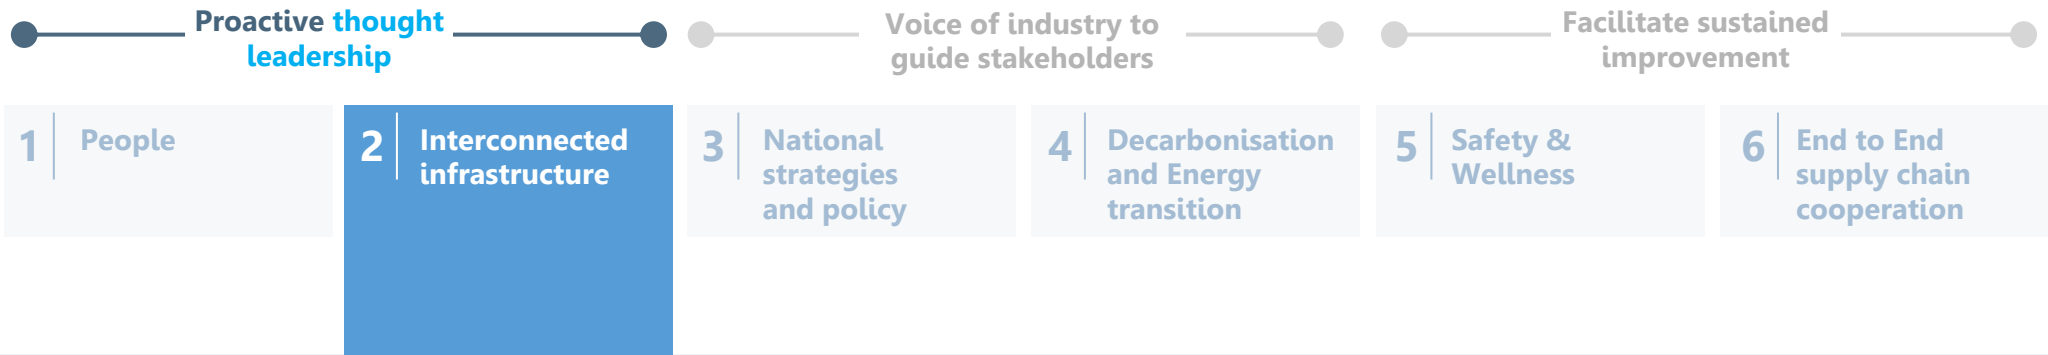 Proactive thought
leadership
Voice of industry to
guide stakeholders
Facilitate sustained
improvement
1
People
2
Interconnected
infrastructure
3
National
strategies
and policy
4
Decarbonisation
and Energy
transition
5
Safety &
Wellness
6
End to End
supply chain
cooperation